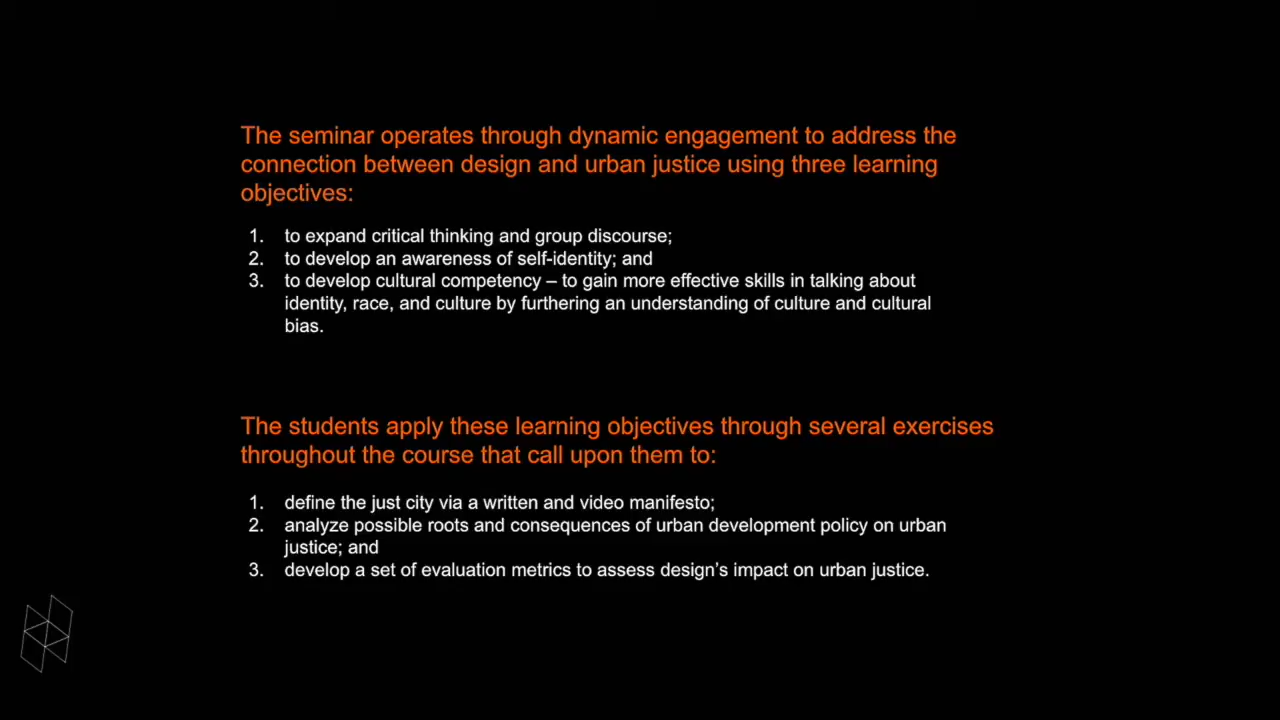 The seminar operates through dynamic engagement to address the
connection between design and urban justice using three learning
objectives:
1. to expand critical thinking and group discourse;
2. to develop an awareness of self-identity; and
3. to develop cultural competency – to gain more effective skills in talking about
identity, race, and culture by furthering an understanding of culture and cultural
bias.
The students apply these learning objectives through several exercises
throughout the course that call upon them to:
1. define the just city via a written and video manifesto;
2. analyze possible roots and consequences of urban development policy on urban
justice; and
3. develop a set of evaluation metrics to assess design’s impact on urban justice.